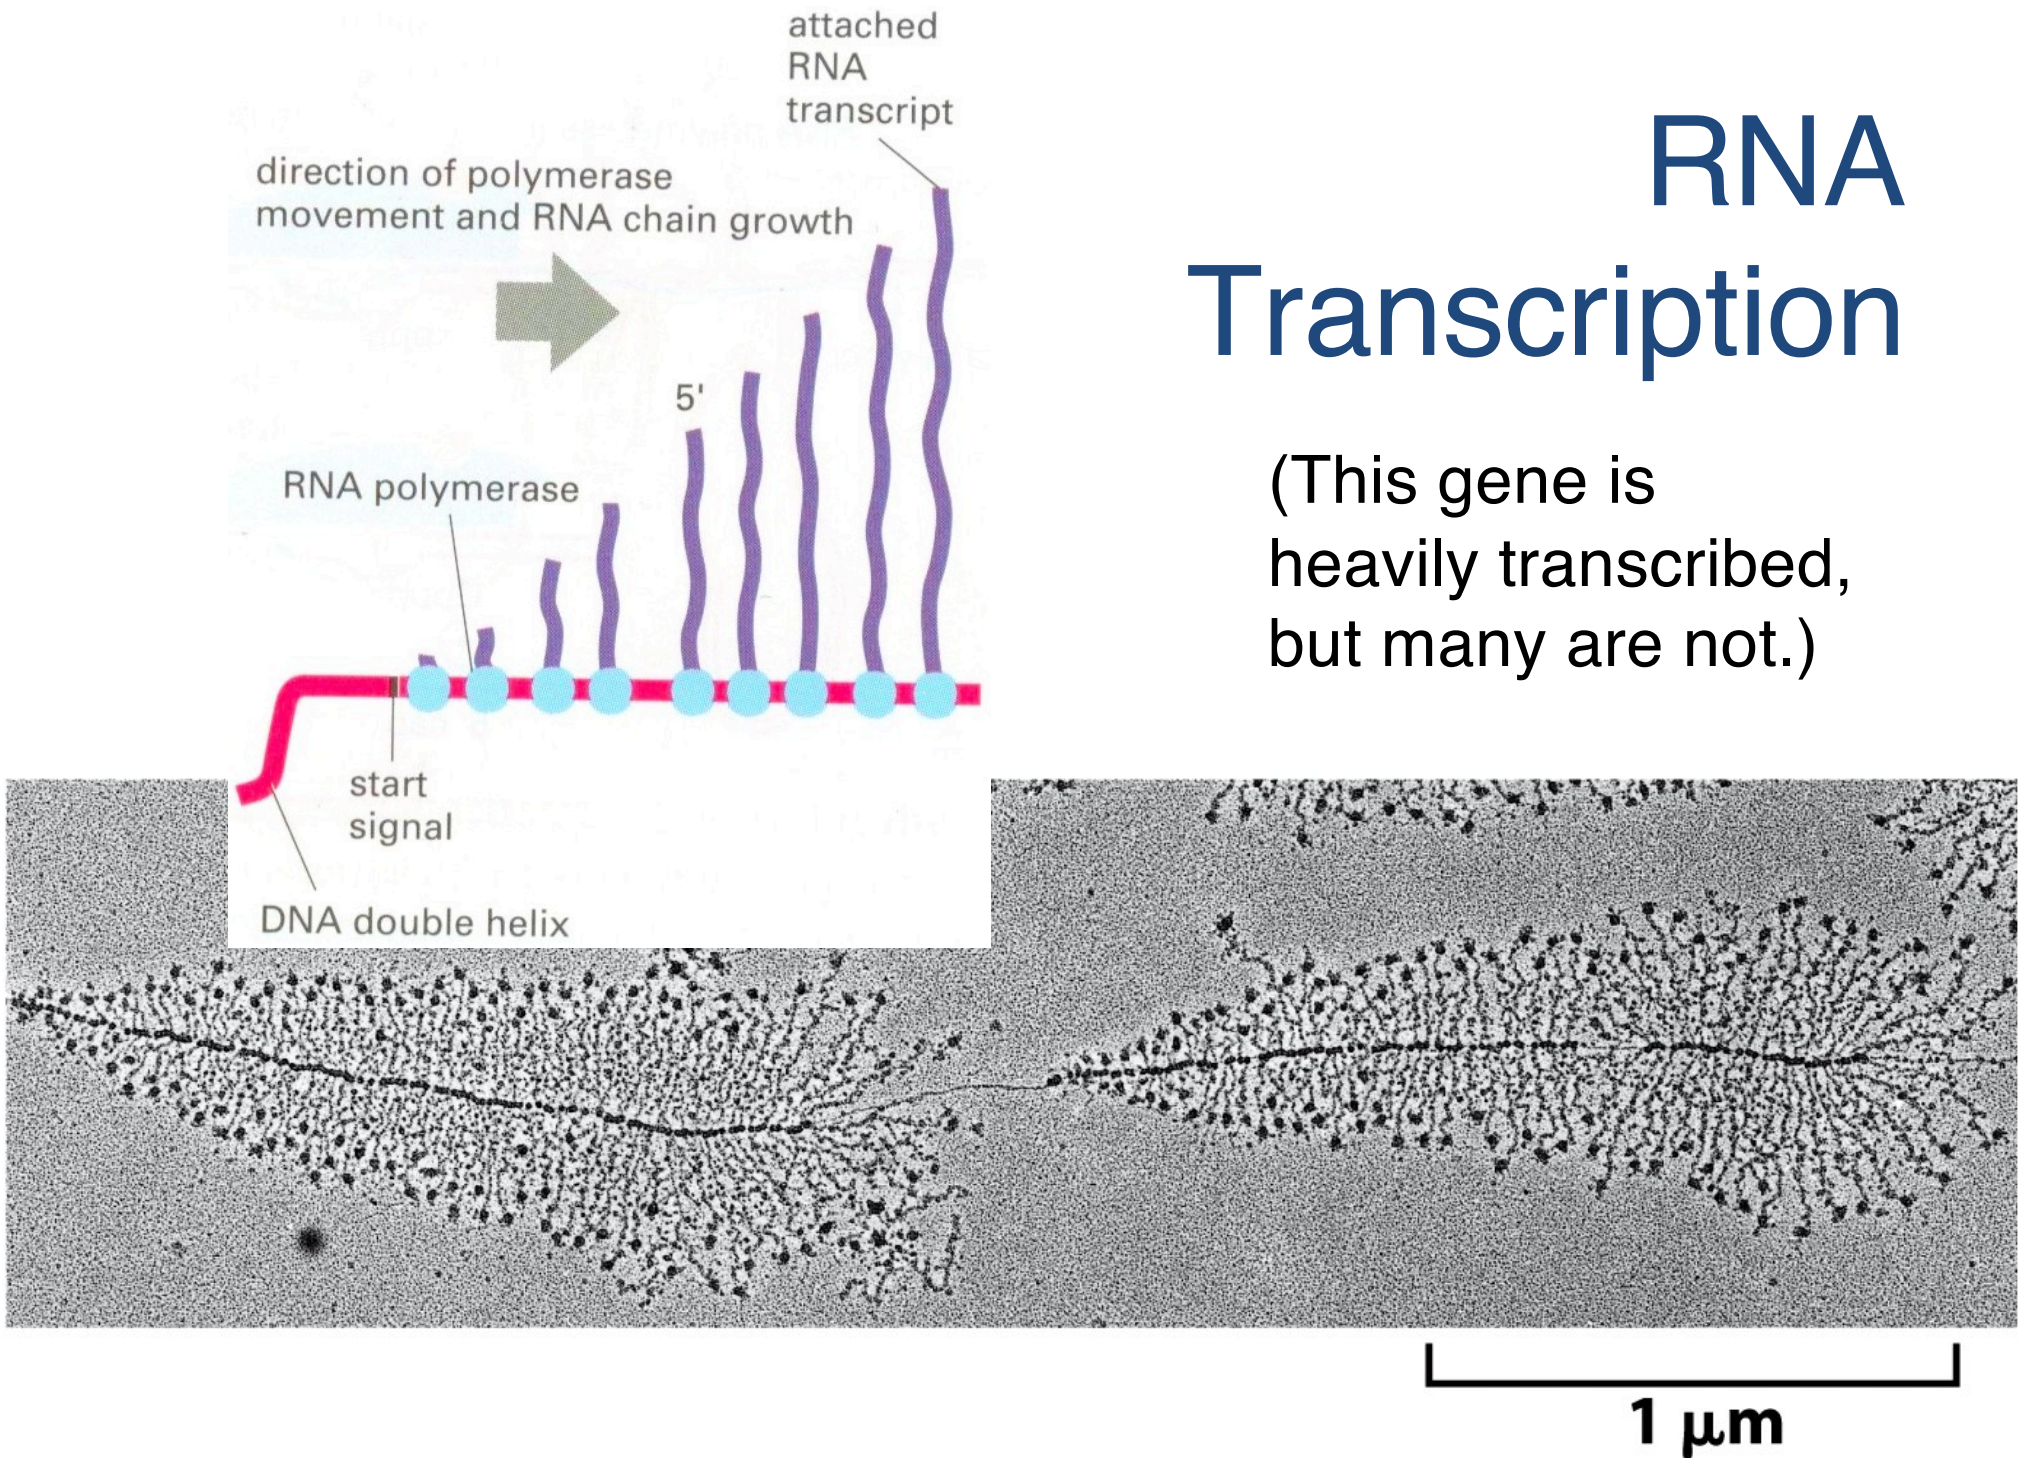 attached
RNA
transcript
direction of polymerase
movement and RNA chain growth
5'
RNA polymerase
start
signal
DNA double helix
RNA
Transcription
(This gene is
heavily transcribed,
but many are not.)
1 μm